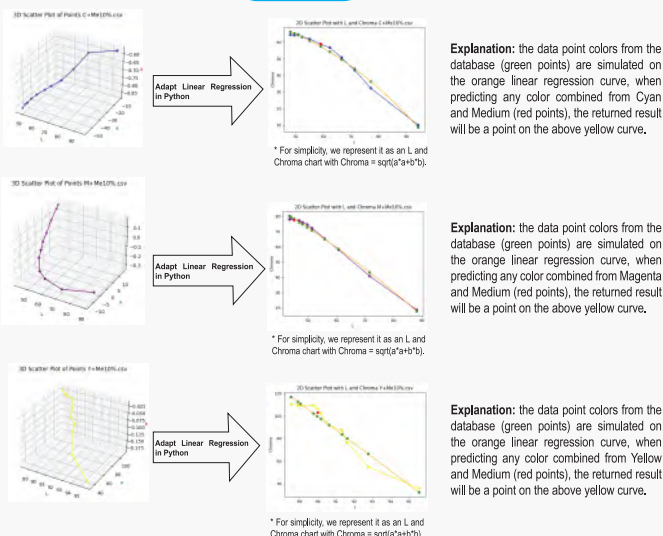 3D Scatter Plot of Points C+Me10%.csv
Adapt Linear Regression
in Python
2D Scatter Plot with L and Chroma C+Me10%.csv
* For simplicity, we represent it as an L and
Chroma chart with Chroma = sqrt(a*a+b*b).
Explanation: the data point colors from the
database (green points) are simulated on
the orange linear regression curve, when
predicting any color combined from Cyan
and Medium (red points), the returned result
will be a point on the above yellow curve.
3D Scatter Plot of Points M+Me10%.csv
Adapt Linear Regression
in Python
2D Scatter Plot with L and Chroma M+Me10%.csv
* For simplicity, we represent it as an L and
Chroma chart with Chroma = sqrt(a*a+b*b).
Explanation: the data point colors from the
database (green points) are simulated on
the orange linear regression curve, when
predicting any color combined from Magenta
and Medium (red points), the returned result
will be a point on the above yellow curve.
3D Scatter Plot of Points Y+Me10%.csv
Adapt Linear Regression
in Python
2D Scatter Plot with L and Chroma Y+Me10%.csv
* For simplicity, we represent it as an L and
Chroma chart with Chroma = sqrt(a*a+b*b).
Explanation: the data point colors from the
database (green points) are simulated on
the orange linear regression curve, when
predicting any color combined from Yellow
and Medium (red points), the returned result
will be a point on the above yellow curve.